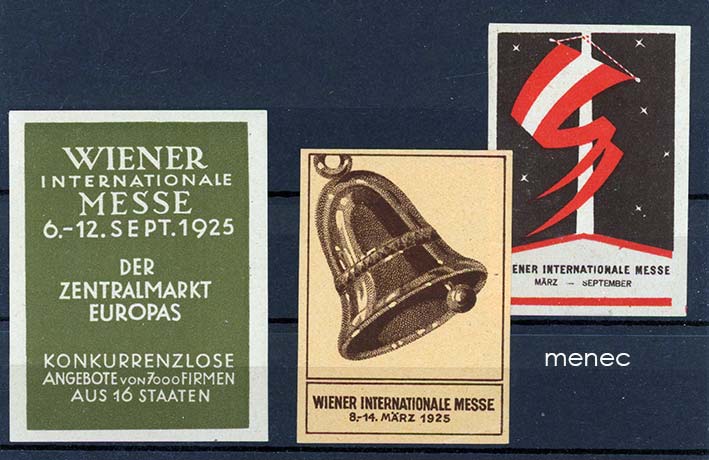 WIENER
INTERNATIONALE
MESSE
6.-12. SEPT. 1925
DER
ZENTRALMARKT
EUROPAS
KONKURRENZLOSE
ANGEBOTE VON 7000 FIRMEN
AUS 16 STAATEN
WIENER INTERNATIONALE MESSE
8.-14. MÄRZ 1925
ENER INTERNATIONALE MESSE
MÄRZ - SEPTEMBER
menec